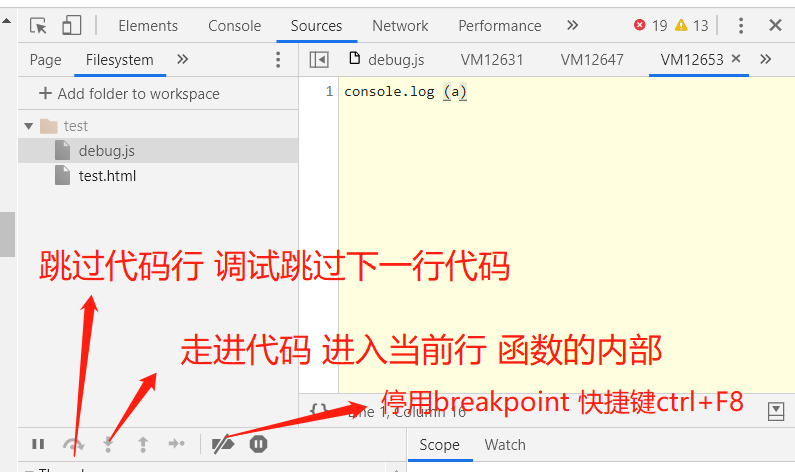 Elements Console Sources Network Performance » 19 13
Page Filesystem » debug.js VM12631 VM12647 VM12653 × »
+ Add folder to workspace
1 console.log (a)
test
debug.js
test.html
跳过代码行 调试跳过下一行代码
走进代码 进入当前行 函数的内部
停用breakpoint 快捷键ctrl+F8
{} Line 1, Column 16
Scope Watch